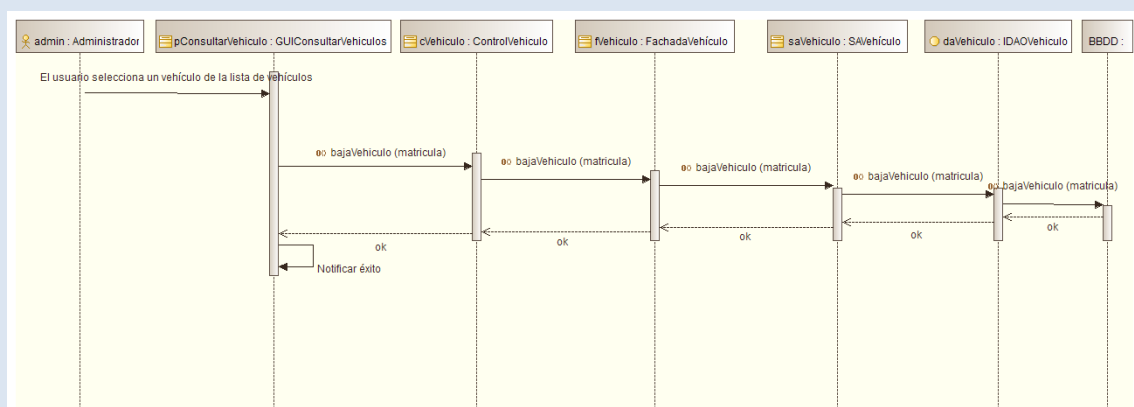 admin : Administrador
pConsultarVehiculo : GUIConsultarVehiculos
cVehiculo : ControlVehiculo
fVehiculo : FachadaVehículo
saVehiculo : SAVehículo
daVehiculo : IDAOVehiculo
BBDD :
El usuario selecciona un vehículo de la lista de vehículos
bajaVehiculo (matricula)
bajaVehiculo (matricula)
bajaVehiculo (matricula)
bajaVehiculo (matricula)
bajaVehiculo (matricula)
ok
ok
ok
ok
ok
Notificar éxito